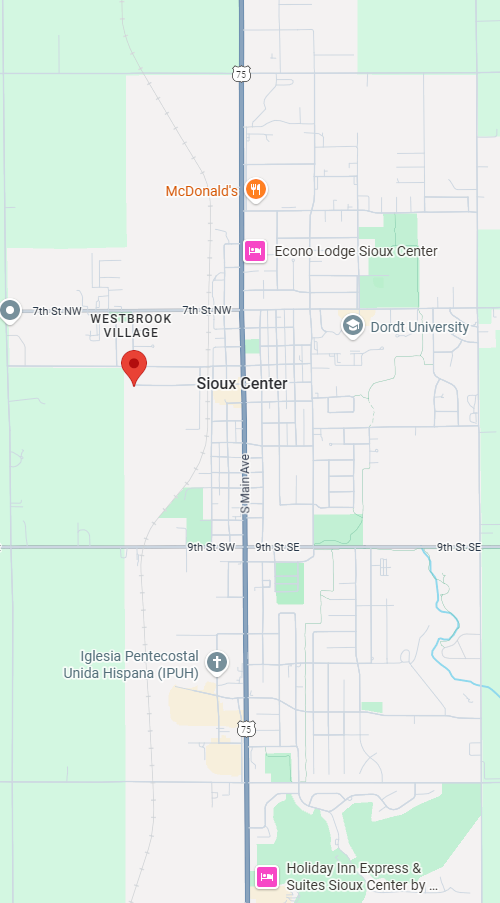 75
McDonald's
Econo Lodge Sioux Center
7th St NW
7th St NW
WESTBROOK
VILLAGE
Dordt University
Sioux Center
S Main Ave
9th St SW
9th St SE
9th St SE
Iglesia Pentecostal
Unida Hispana (IPUH)
75
Holiday Inn Express &
Suites Sioux Center by ...